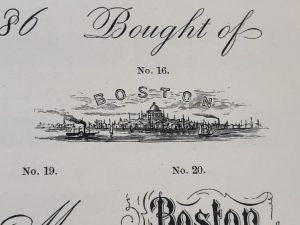 86 Bought of
No. 16.
BOSTON
No. 19. No. 20.
M
Boston